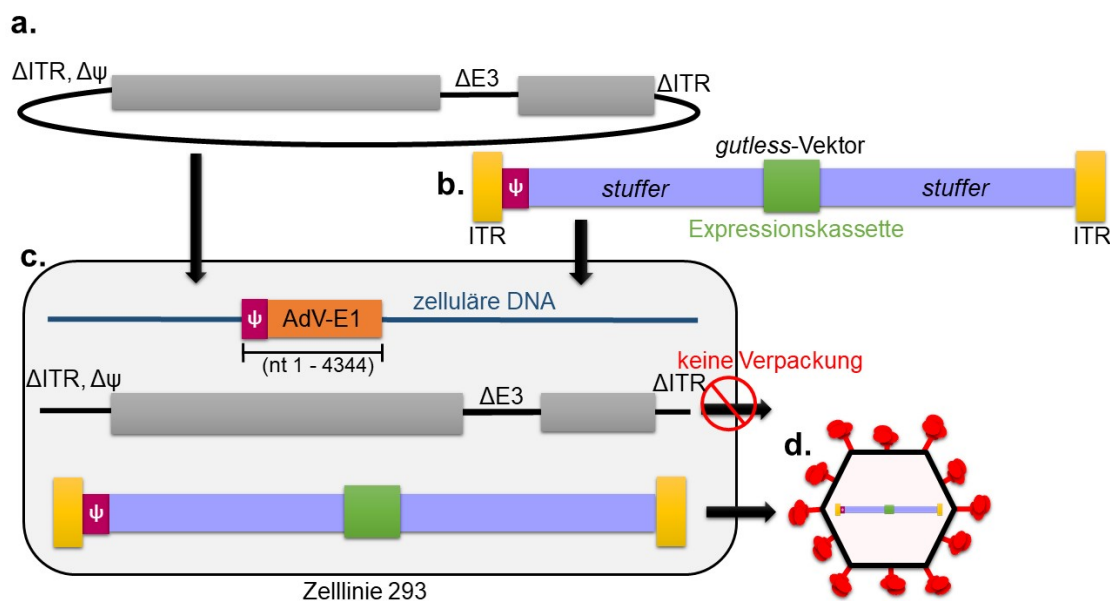 a.
ΔITR, Δψ
ΔE3
ΔITR
gutless-Vektor
b.
ψ
stuffer
stuffer
ITR
Expressionskassette
ITR
c.
zelluläre DNA
ψ
AdV-E1
(nt 1 - 4344)
keine Verpackung
ΔITR, Δψ
ΔE3
ΔITR
d.
ψ
Zelllinie 293